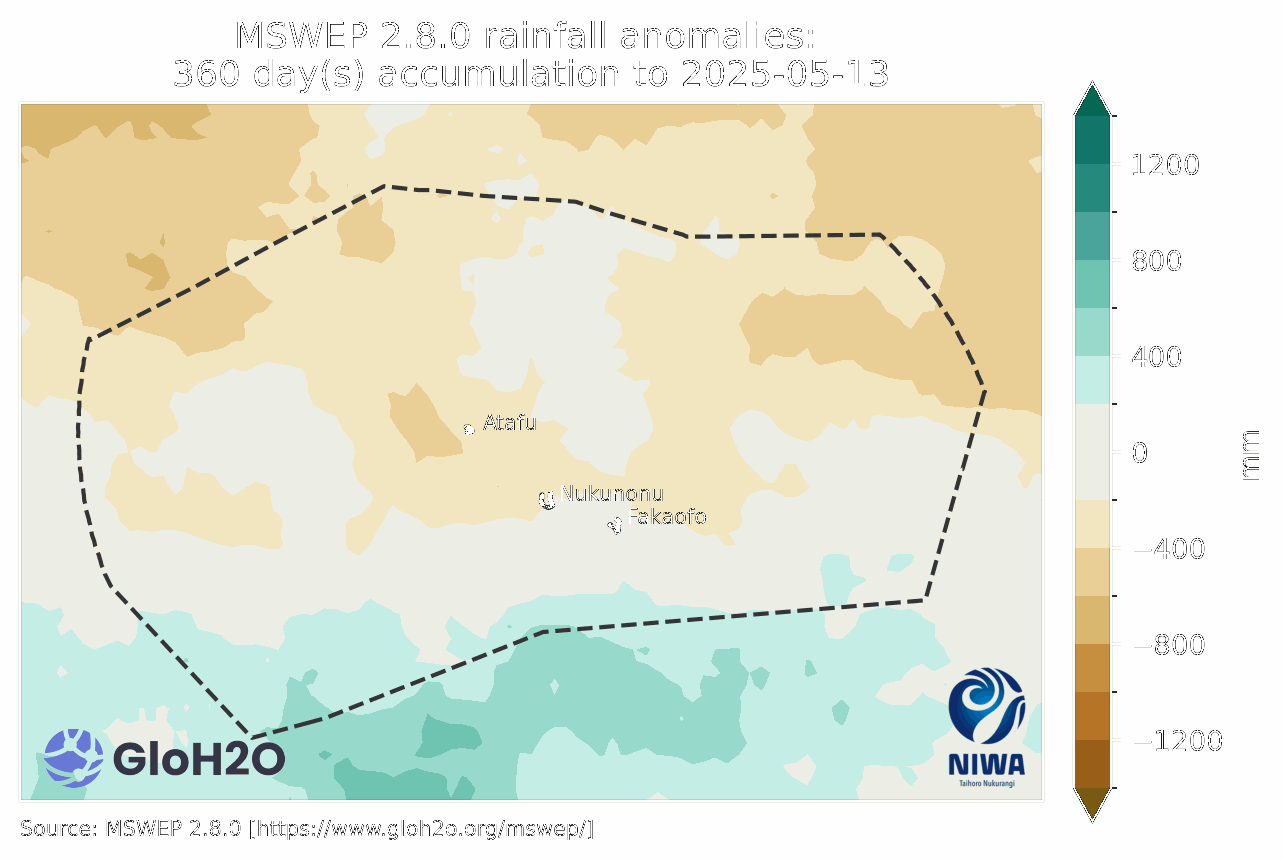 MSWEP 2.8.0 rainfall anomalies:
360 day(s) accumulation to 2025-05-13
1200
800
400
0
−400
−800
−1200
mm
Atafu
Nukunonu
Fakaofo
GloH2O
NIWA
Taihoro Nukurangi
Source: MSWEP 2.8.0 [https://www.gloh2o.org/mswep/]